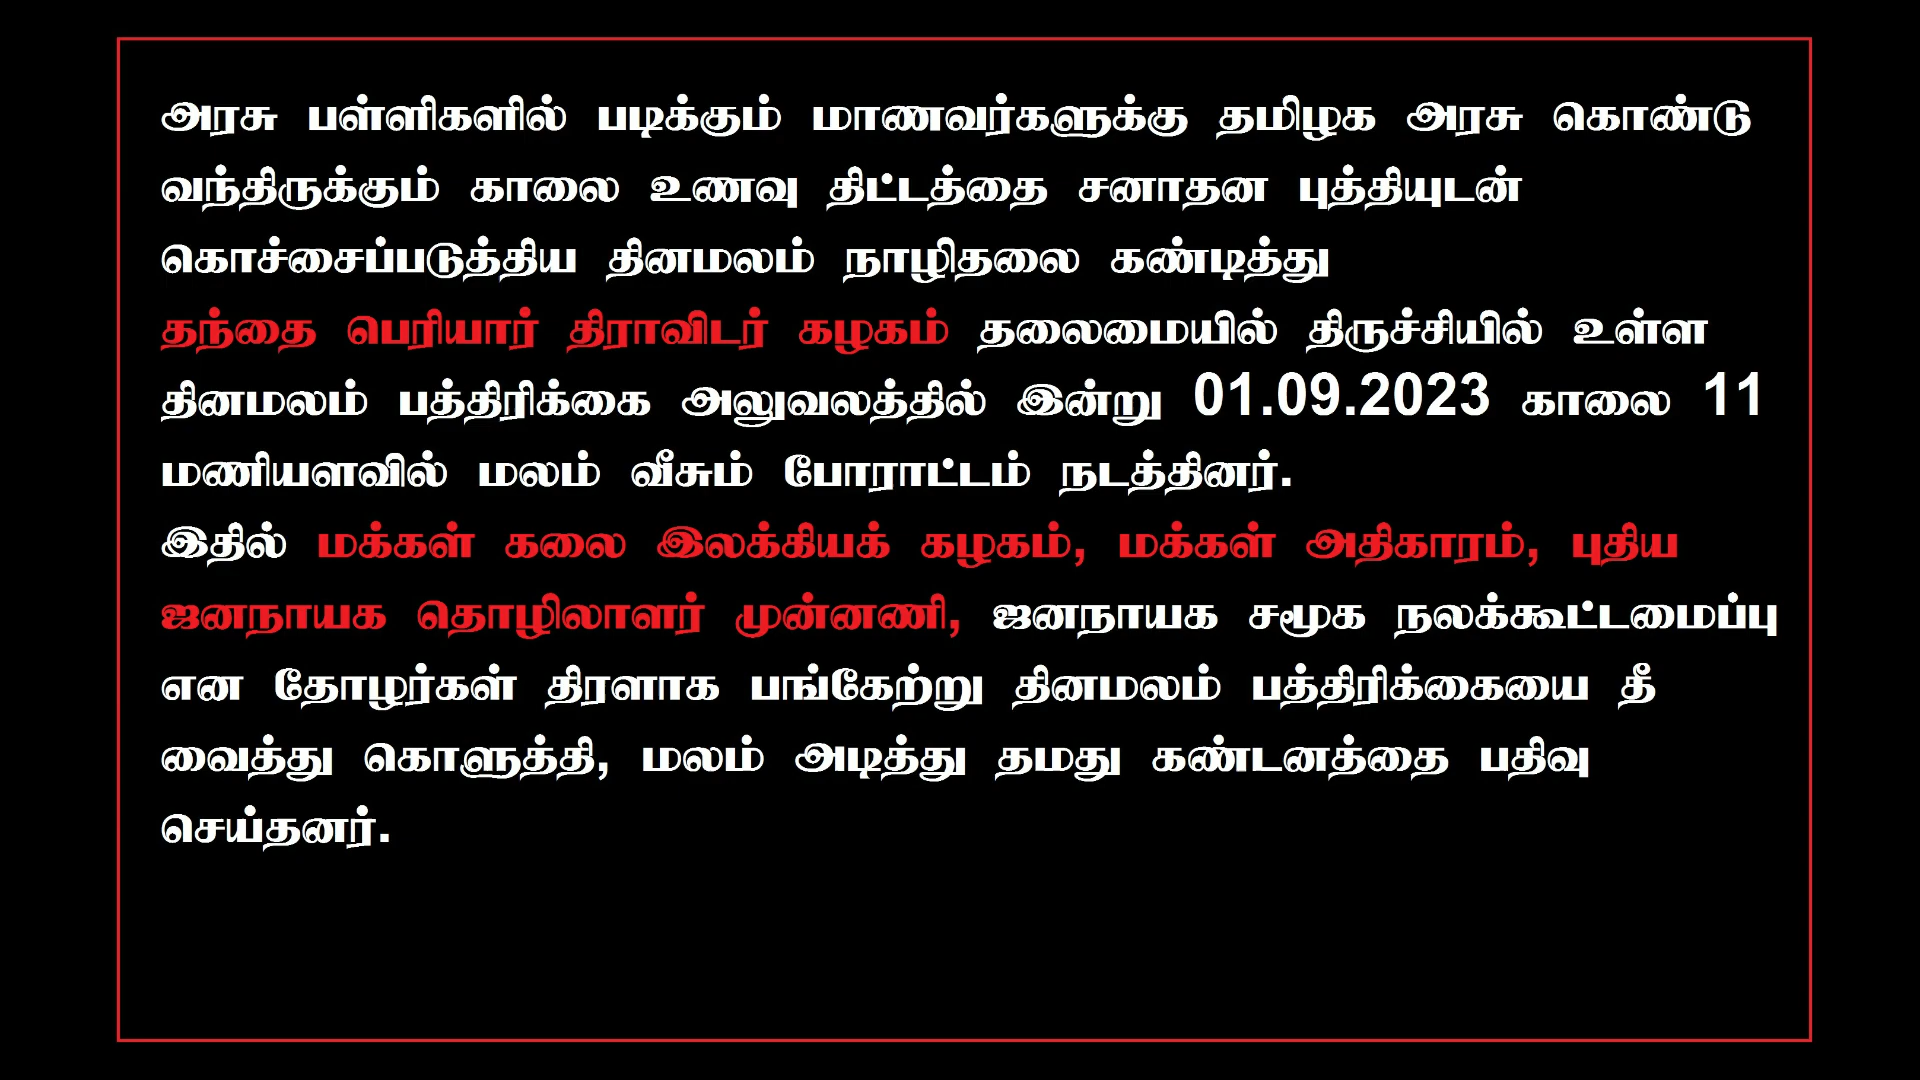 அரசு பள்ளிகளில் படிக்கும் மாணவர்களுக்கு தமிழக அரசு கொண்டு
வந்திருக்கும் காலை உணவு திட்டத்தை சனாதன புத்தியுடன்
கொச்சைப்படுத்திய தினமலம் நாழிதலை கண்டித்து
தந்தை பெரியார் திராவிடர் கழகம் தலைமையில் திருச்சியில் உள்ள
தினமலம் பத்திரிக்கை அலுவலத்தில் இன்று 01.09.2023 காலை 11
மணியளவில் மலம் வீசும் போராட்டம் நடத்தினர்.
இதில் மக்கள் கலை இலக்கியக் கழகம், மக்கள் அதிகாரம், புதிய
ஜனநாயக தொழிலாளர் முன்னணி, ஜனநாயக சமூக நலக்கூட்டமைப்பு
என தோழர்கள் திரளாக பங்கேற்று தினமலம் பத்திரிக்கையை தீ
வைத்து கொளுத்தி, மலம் அடித்து தமது கண்டனத்தை பதிவு
செய்தனர்.